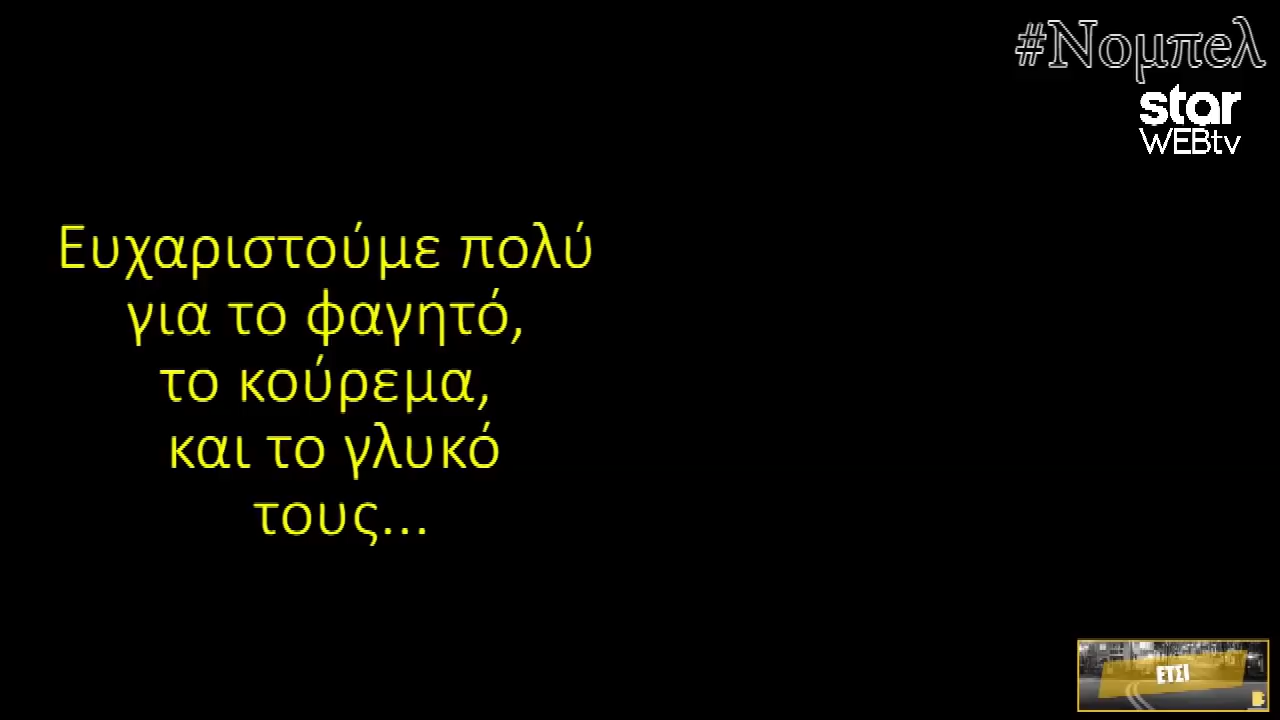 #Νομπελ
star
WEBtv
Ευχαριστούμε πολύ
για το φαγητό,
το κούρεμα,
και το γλυκό
τους...
ΕΤΣΙ